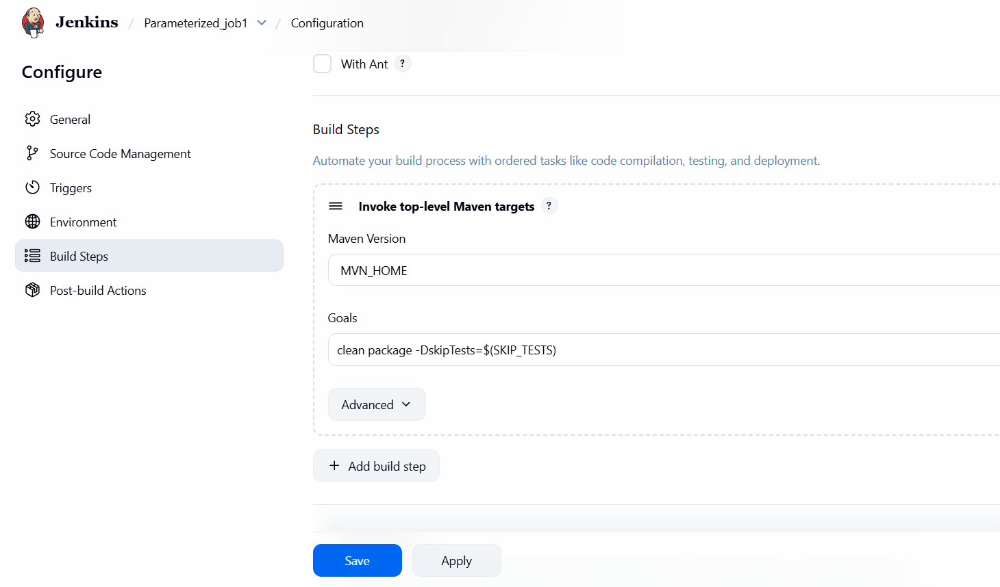 Jenkins / Parameterized_job1 / Configuration
Configure
General
Source Code Management
Triggers
Environment
Build Steps
Post-build Actions
With Ant ?
Build Steps
Automate your build process with ordered tasks like code compilation, testing, and deployment.
Invoke top-level Maven targets ?
Maven Version
MVN_HOME
Goals
clean package -DskipTests=$(SKIP_TESTS)
Advanced
+ Add build step
Save
Apply